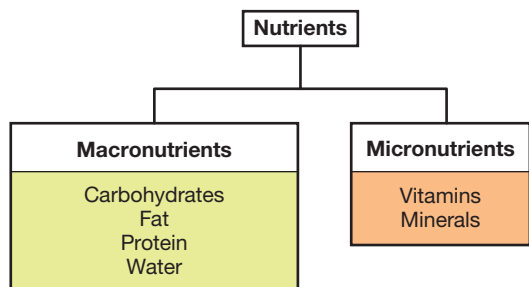 Nutrients
Macronutrients
Carbohydrates
Fat
Protein
Water
Micronutrients
Vitamins
Minerals